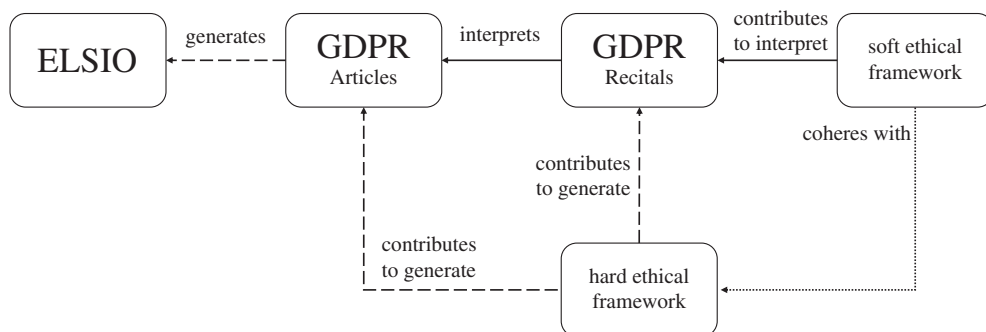 ELSIO
generates
GDPR
Articles
interprets
GDPR
Recitals
contributes
to interpret
soft ethical
framework
coheres with
contributes
to generate
contributes
to generate
hard ethical
framework